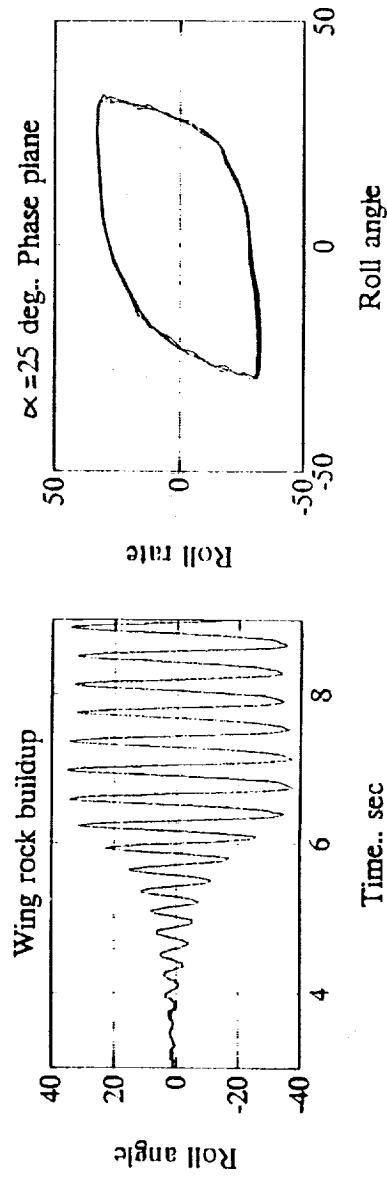 Wing rock buildup
Roll angle
40
20
0
-20
-40
4
6
8
Time.. sec
∝ =25 deg.. Phase plane
Roll rate
50
0
-50
-50
0
50
Roll angle